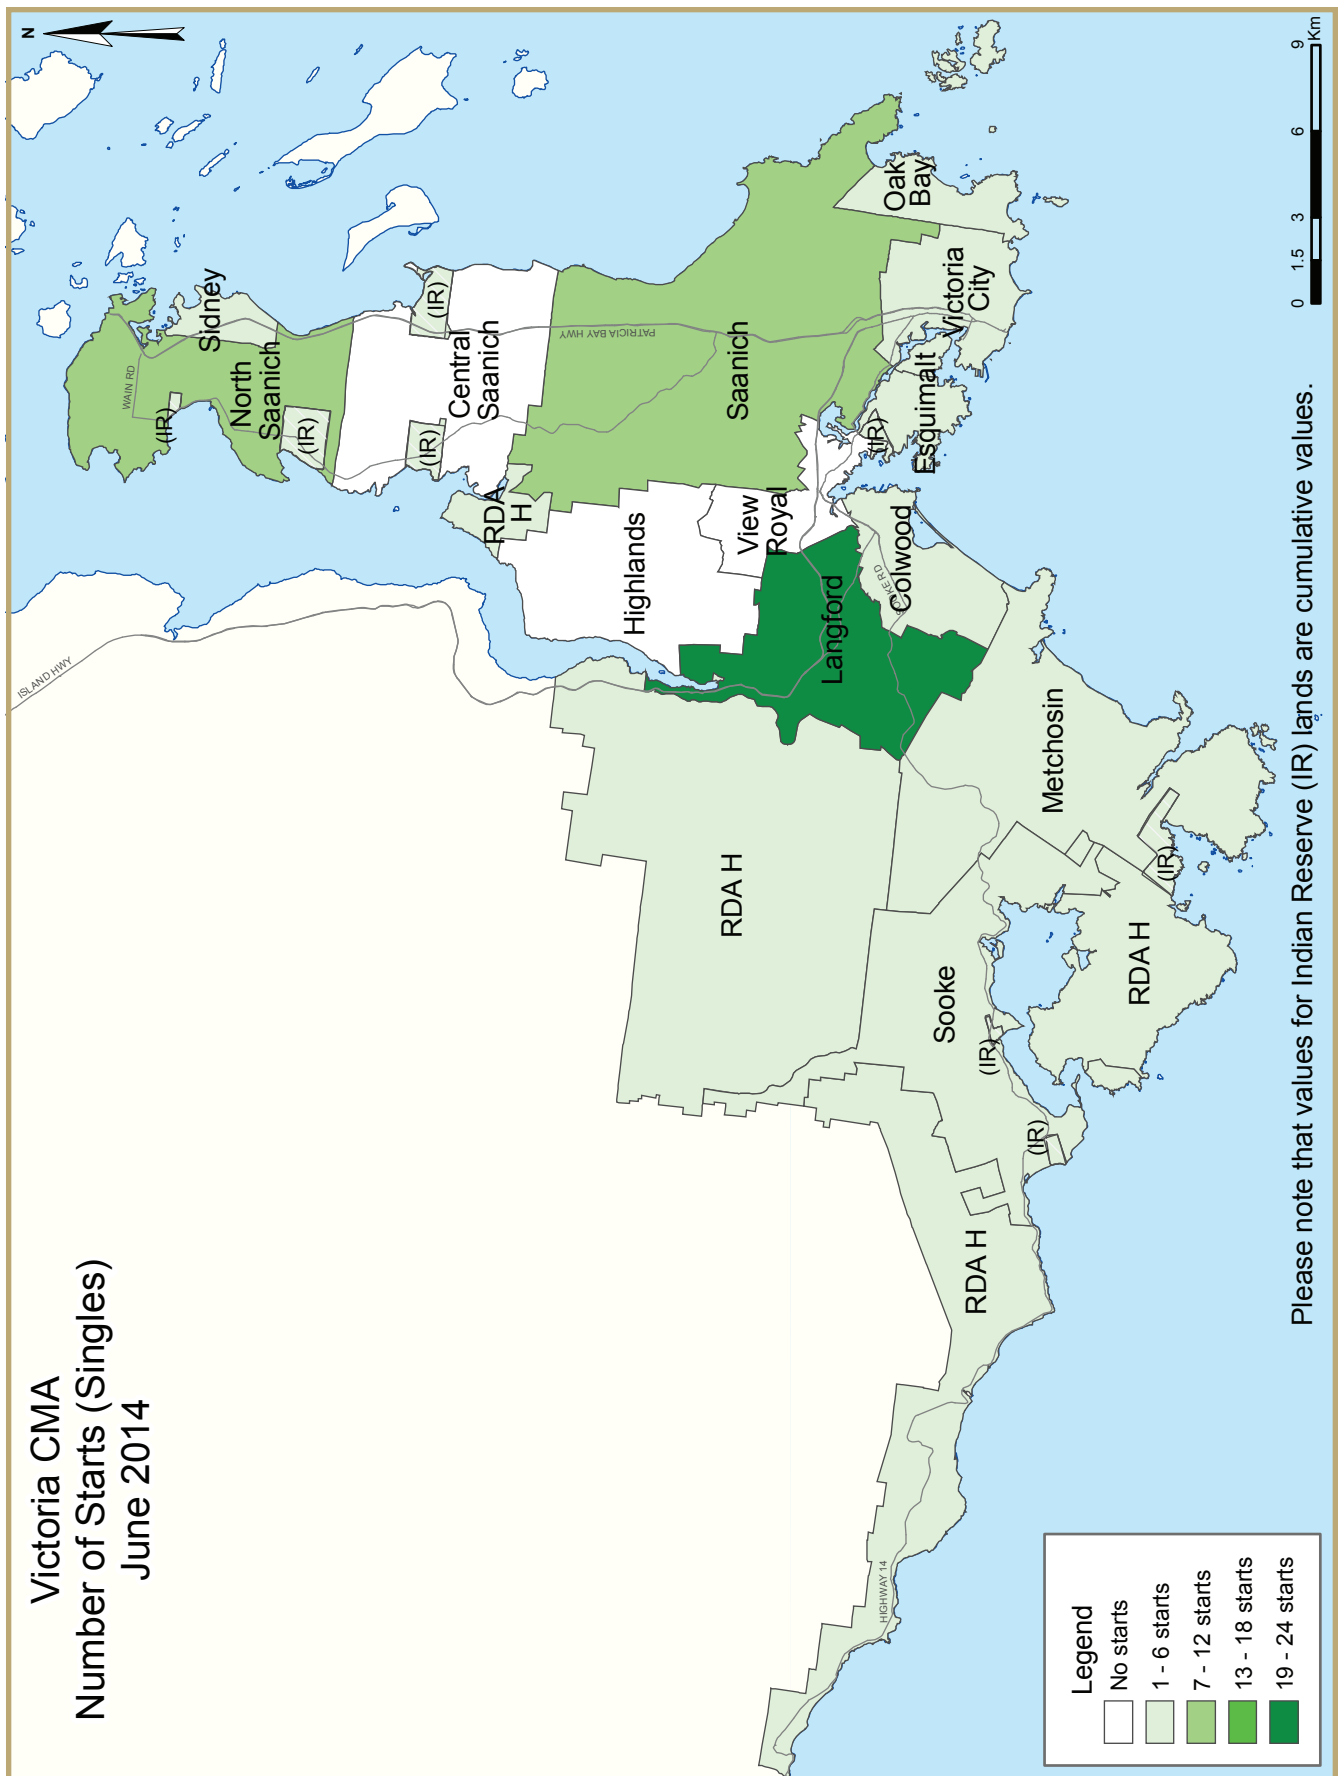 Victoria CMA
Number of Starts (Singles)
June 2014
N
ISLAND HWY
WAIN RD
Sidney
North
Saanich
(IR)
(IR)
(IR)
(IR)
Central
Saanich
PATRICIA BAY HWY
RDA
H
Saanich
Highlands
View
Royal
Oak
Bay
Victoria
City
Esquimalt
(IR)
Langford
Colwood
SOOKE RD
Metchosin
(IR)
RDA H
RDA H
Sooke
(IR)
(IR)
RDA H
HIGHWAY 14
Legend
No starts
1 - 6 starts
7 - 12 starts
13 - 18 starts
19 - 24 starts
0 1.5 3 6 9
Km
Please note that values for Indian Reserve (IR) lands are cumulative values.